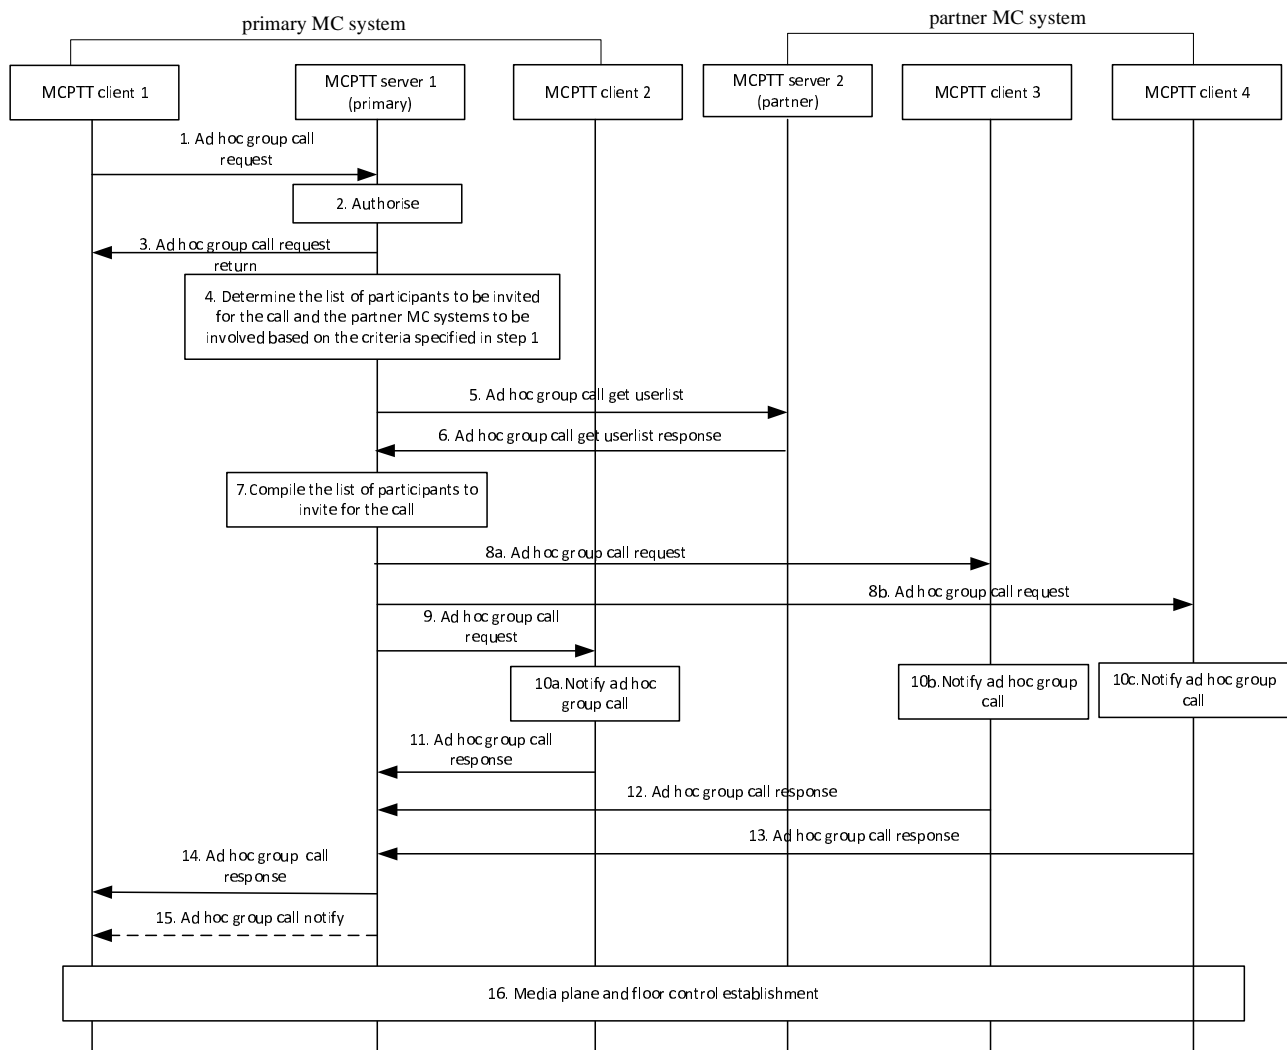 primary MC system
partner MC system
MCPTT client 1
MCPTT server 1
(primary)
MCPTT client 2
MCPTT server 2
(partner)
MCPTT client 3
MCPTT client 4
1. Ad hoc group call
request
2. Authorise
3. Ad hoc group call request
return
4. Determine the list of participants to be invited
for the call and the partner MC systems to be
involved based on the criteria specified in step 1
5. Ad hoc group call get userlist
6. Ad hoc group call get userlist response
7.Compile the list of participants to
invite for the call
8a. Ad hoc group call request
8b. Ad hoc group call request
9. Ad hoc group call
request
10a.Notify ad hoc
group call
10b.Notify ad hoc group
call
10c.Notify ad hoc group
call
11. Ad hoc group call
response
12. Ad hoc group call response
13. Ad hoc group call response
14. Ad hoc group call
response
15. Ad hoc group call notify
16. Media plane and floor control establishment